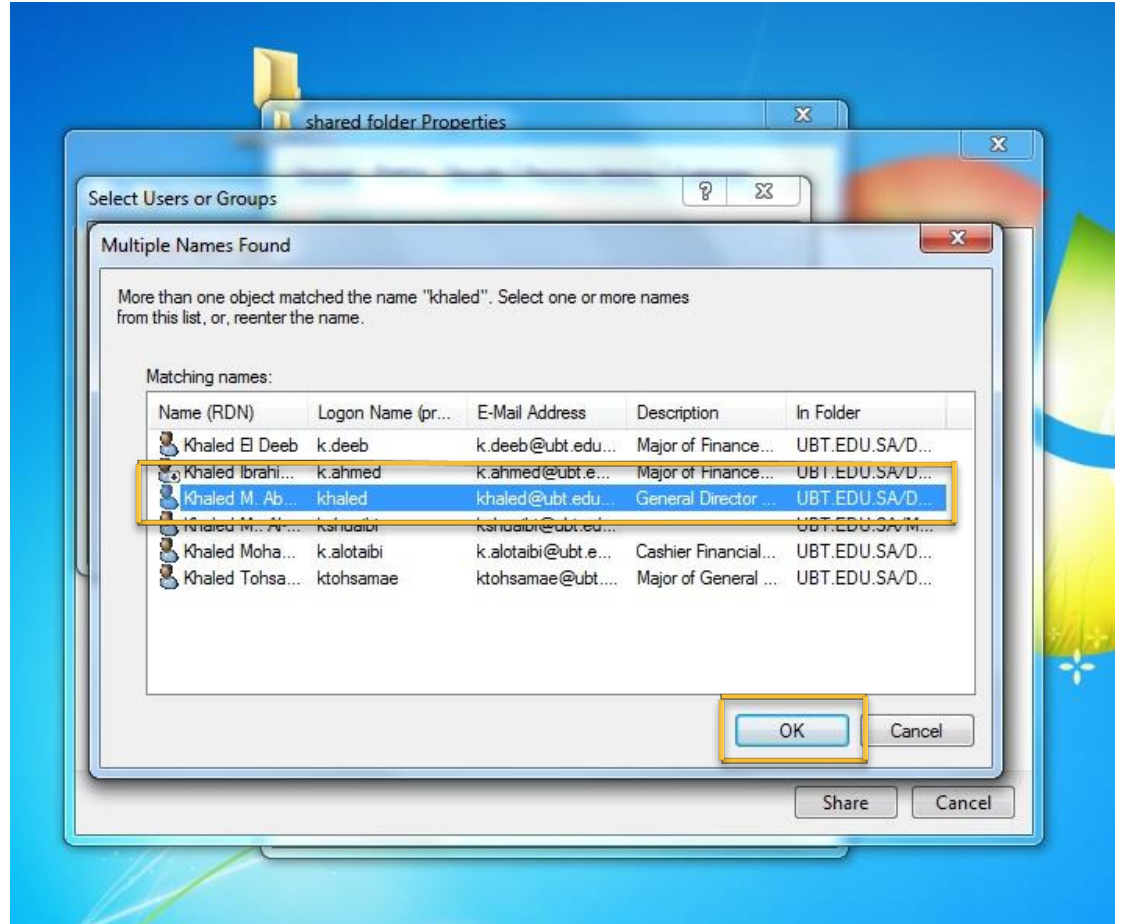 shared folder Properties
Select Users or Groups
Multiple Names Found
More than one object matched the name "khaled". Select one or more names
from this list, or, reenter the name.
Matching names:
Name (RDN) Logon Name (pr... E-Mail Address Description In Folder
Khaled El Deeb k.deeb k.deeb@ubt.edu... Major of Finance... UBT.EDU.SA/D...
Khaled Ibrahi... k.ahmed k.ahmed@ubt.e... Major of Finance... UBT.EDU.SA/D...
Khaled M. Ab... khaled khaled@ubt.edu... General Director ... UBT.EDU.SA/D...
Khaled M.. Al-... kshuaibi kshuaibi@ubt.ed... UBT.EDU.SA/M...
Khaled Moha... k.alotaibi k.alotaibi@ubt.e... Cashier Financial... UBT.EDU.SA/D...
Khaled Tohsa... ktohsamae ktohsamae@ubt.... Major of General ... UBT.EDU.SA/D...
OK Cancel
Share Cancel